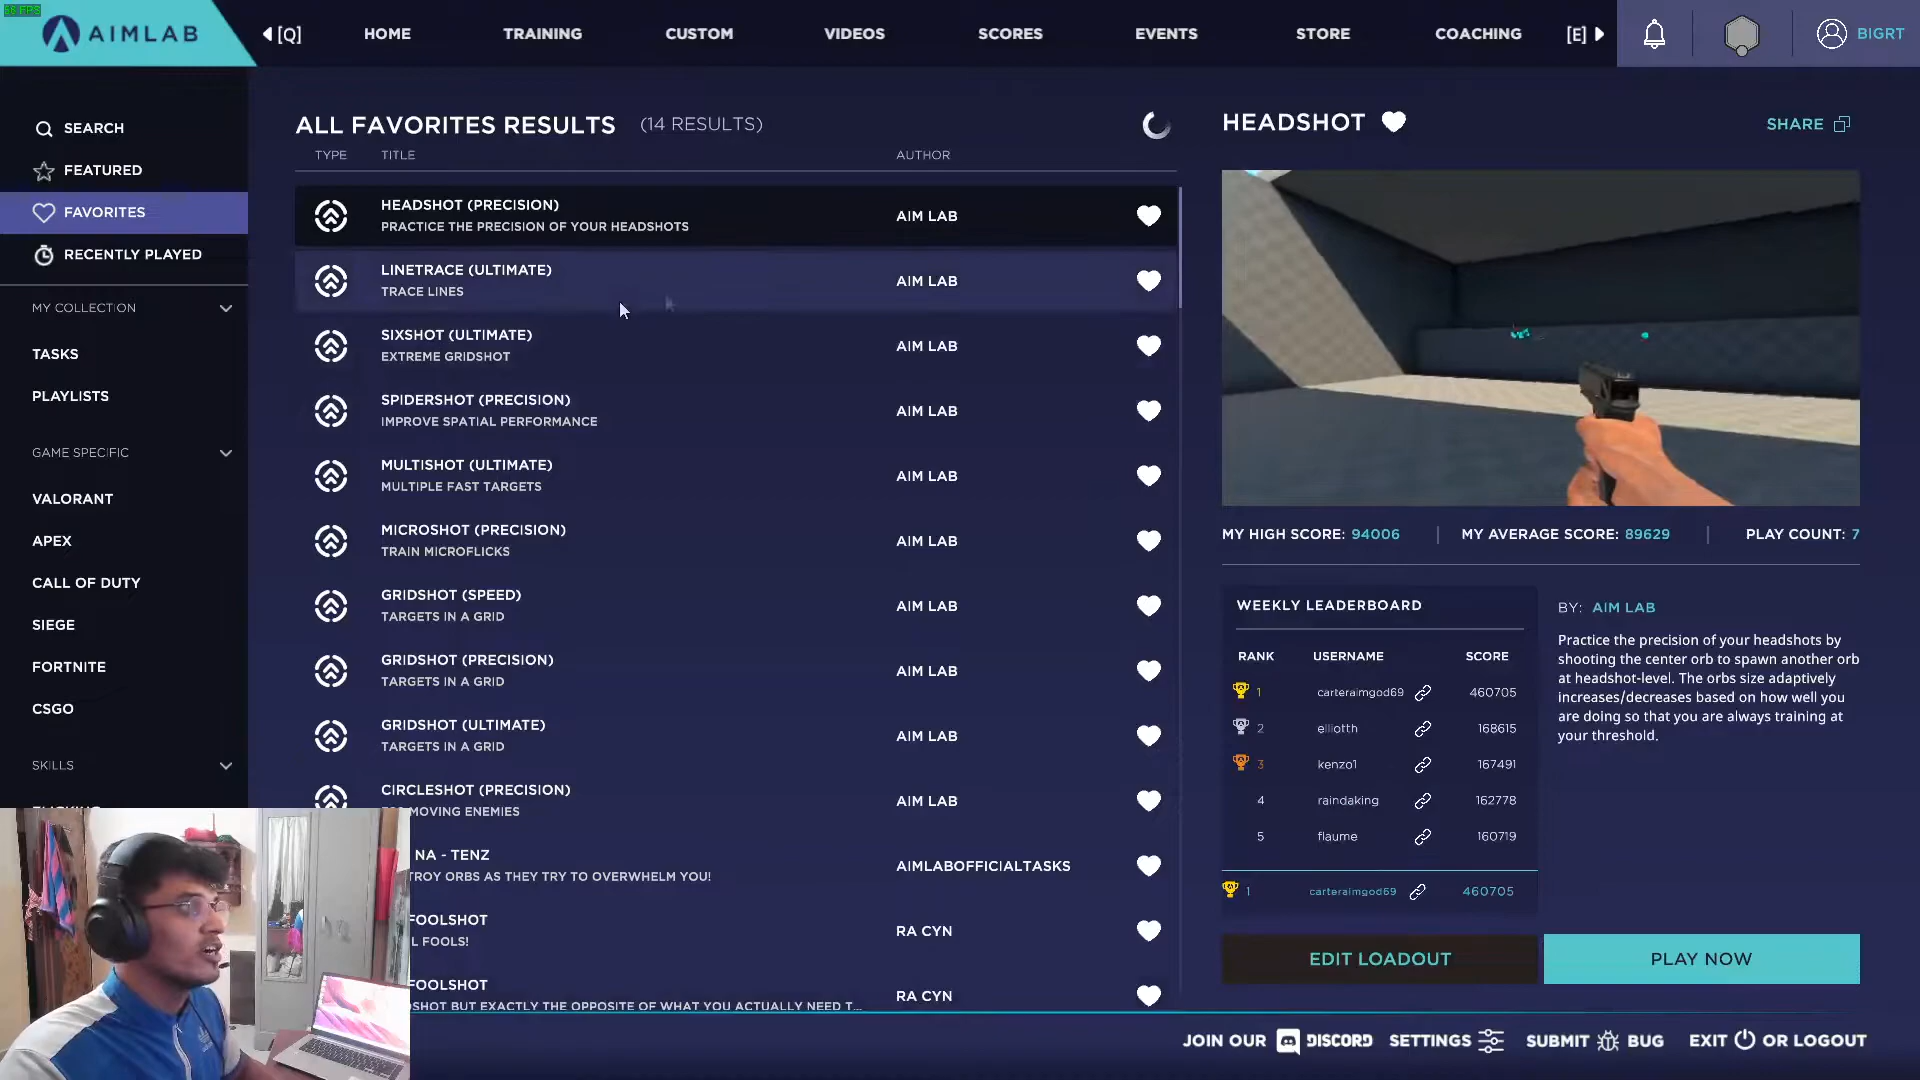 56 FPS
AIMLAB
[Q]
HOME
TRAINING
CUSTOM
VIDEOS
SCORES
EVENTS
STORE
COACHING
[E]
BIGRT
SEARCH
FEATURED
FAVORITES
RECENTLY PLAYED
MY COLLECTION
TASKS
PLAYLISTS
GAME SPECIFIC
VALORANT
APEX
CALL OF DUTY
SIEGE
FORTNITE
CSGO
SKILLS
ALL FAVORITES RESULTS (14 RESULTS)
TYPE TITLE AUTHOR
HEADSHOT (PRECISION)
PRACTICE THE PRECISION OF YOUR HEADSHOTS
AIM LAB
LINETRACE (ULTIMATE)
TRACE LINES
AIM LAB
SIXSHOT (ULTIMATE)
EXTREME GRIDSHOT
AIM LAB
SPIDERSHOT (PRECISION)
IMPROVE SPATIAL PERFORMANCE
AIM LAB
MULTISHOT (ULTIMATE)
MULTIPLE FAST TARGETS
AIM LAB
MICROSHOT (PRECISION)
TRAIN MICROFLICKS
AIM LAB
GRIDSHOT (SPEED)
TARGETS IN A GRID
AIM LAB
GRIDSHOT (PRECISION)
TARGETS IN A GRID
AIM LAB
GRIDSHOT (ULTIMATE)
TARGETS IN A GRID
AIM LAB
CIRCLESHOT (PRECISION)
MOVING ENEMIES
AIM LAB
NA - TENZ
TROY ORBS AS THEY TRY TO OVERWHELM YOU!
AIMLABOFFICIALTASKS
FOOLSHOT
L FOOLS!
RA CYN
FOOLSHOT
DSHOT BUT EXACTLY THE OPPOSITE OF WHAT YOU ACTUALLY NEED T...
RA CYN
HEADSHOT
SHARE
MY HIGH SCORE: 94006
MY AVERAGE SCORE: 89629
PLAY COUNT: 7
WEEKLY LEADERBOARD
RANK USERNAME SCORE
1 carteraimgod69 460705
2 elliotth 168615
3 kenzo1 167491
4 raindaking 162778
5 flaume 160719
1 carteraimgod69 460705
BY: AIM LAB
Practice the precision of your headshots by
shooting the center orb to spawn another orb
at headshot-level. The orbs size adaptively
increases/decreases based on how well you
are doing so that you are always training at
your threshold.
EDIT LOADOUT
PLAY NOW
JOIN OUR DISCORD
SETTINGS
SUBMIT BUG
EXIT OR LOGOUT